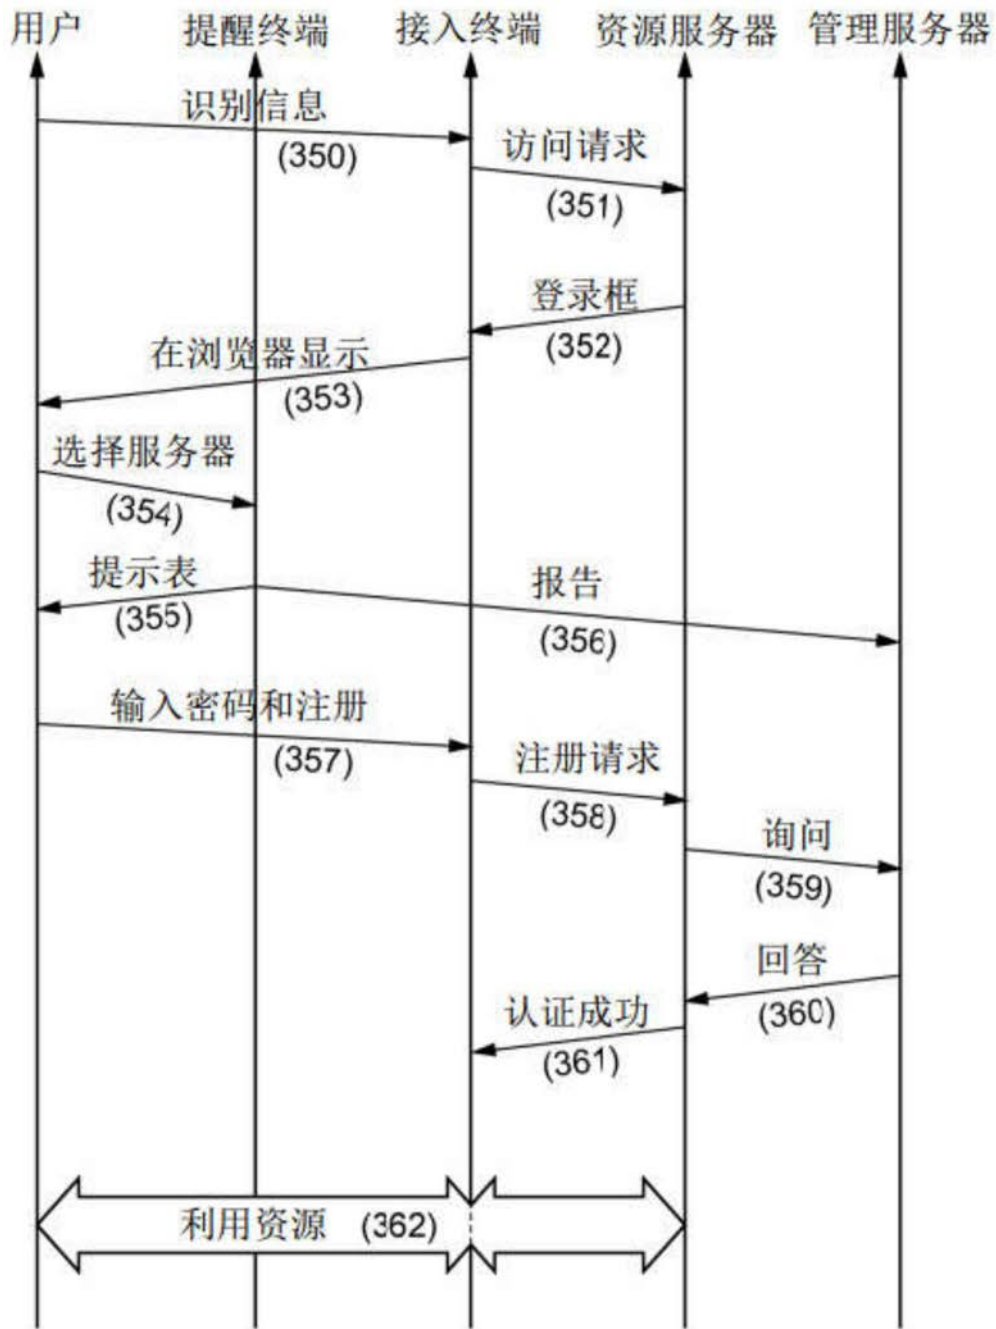 用户 提醒终端 接入终端 资源服务器 管理服务器
识别信息
(350)
访问请求
(351)
登录框
(352)
在浏览器显示
(353)
选择服务器
(354)
提示表
(355)
报告
(356)
输入密码和注册
(357)
注册请求
(358)
询问
(359)
回答
(360)
认证成功
(361)
利用资源 (362)